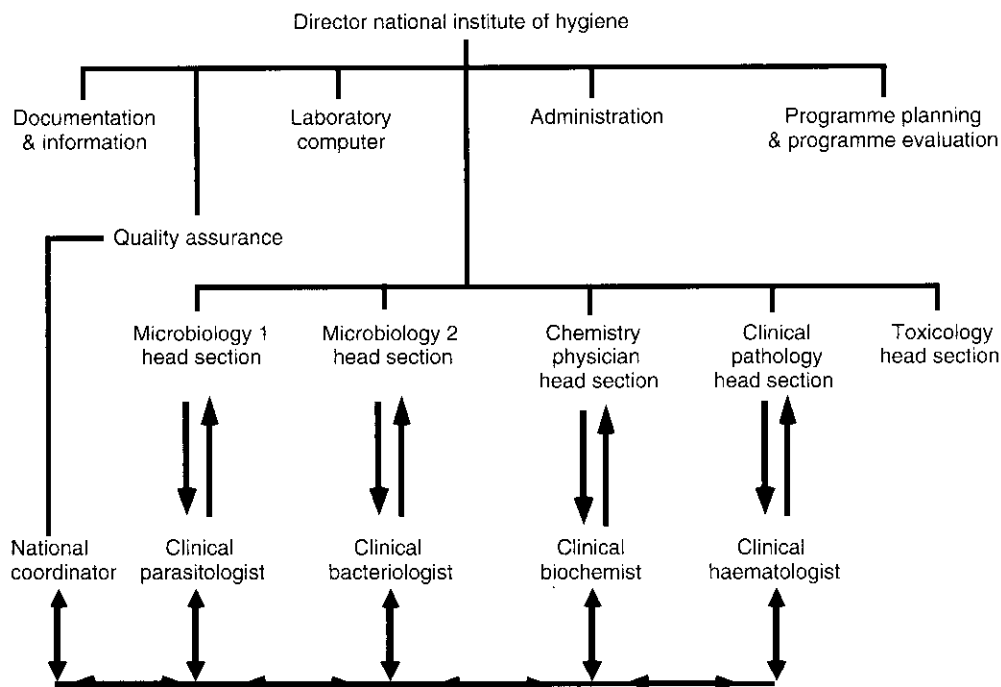 Director national institute of hygiene
Documentation
& information
Laboratory
computer
Administration
Programme planning
& programme evaluation
Quality assurance
Microbiology 1
head section
Microbiology 2
head section
Chemistry
physician
head section
Clinical
pathology
head section
Toxicology
head section
National
coordinator
Clinical
parasitologist
Clinical
bacteriologist
Clinical
biochemist
Clinical
haematologist